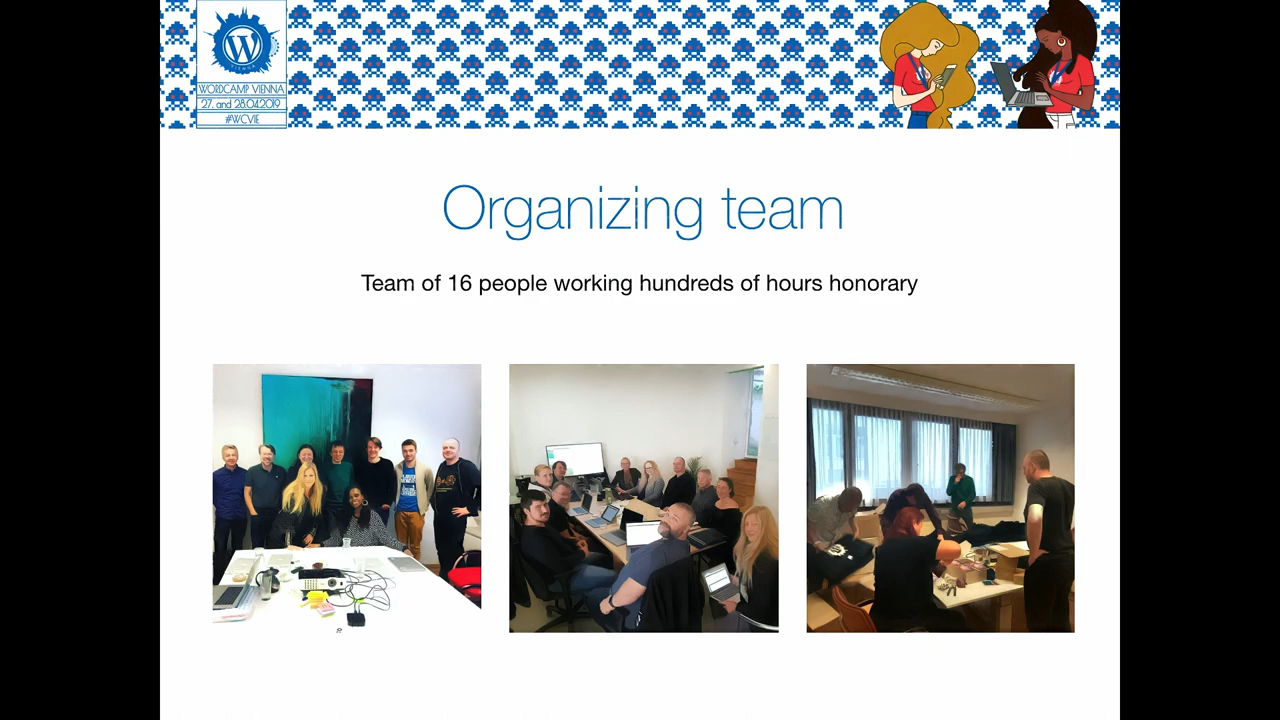 W
VIENNA
WORDCAMP VIENNA
27. and 28.04.2019
#WCVIE
Organizing team
Team of 16 people working hundreds of hours honorary